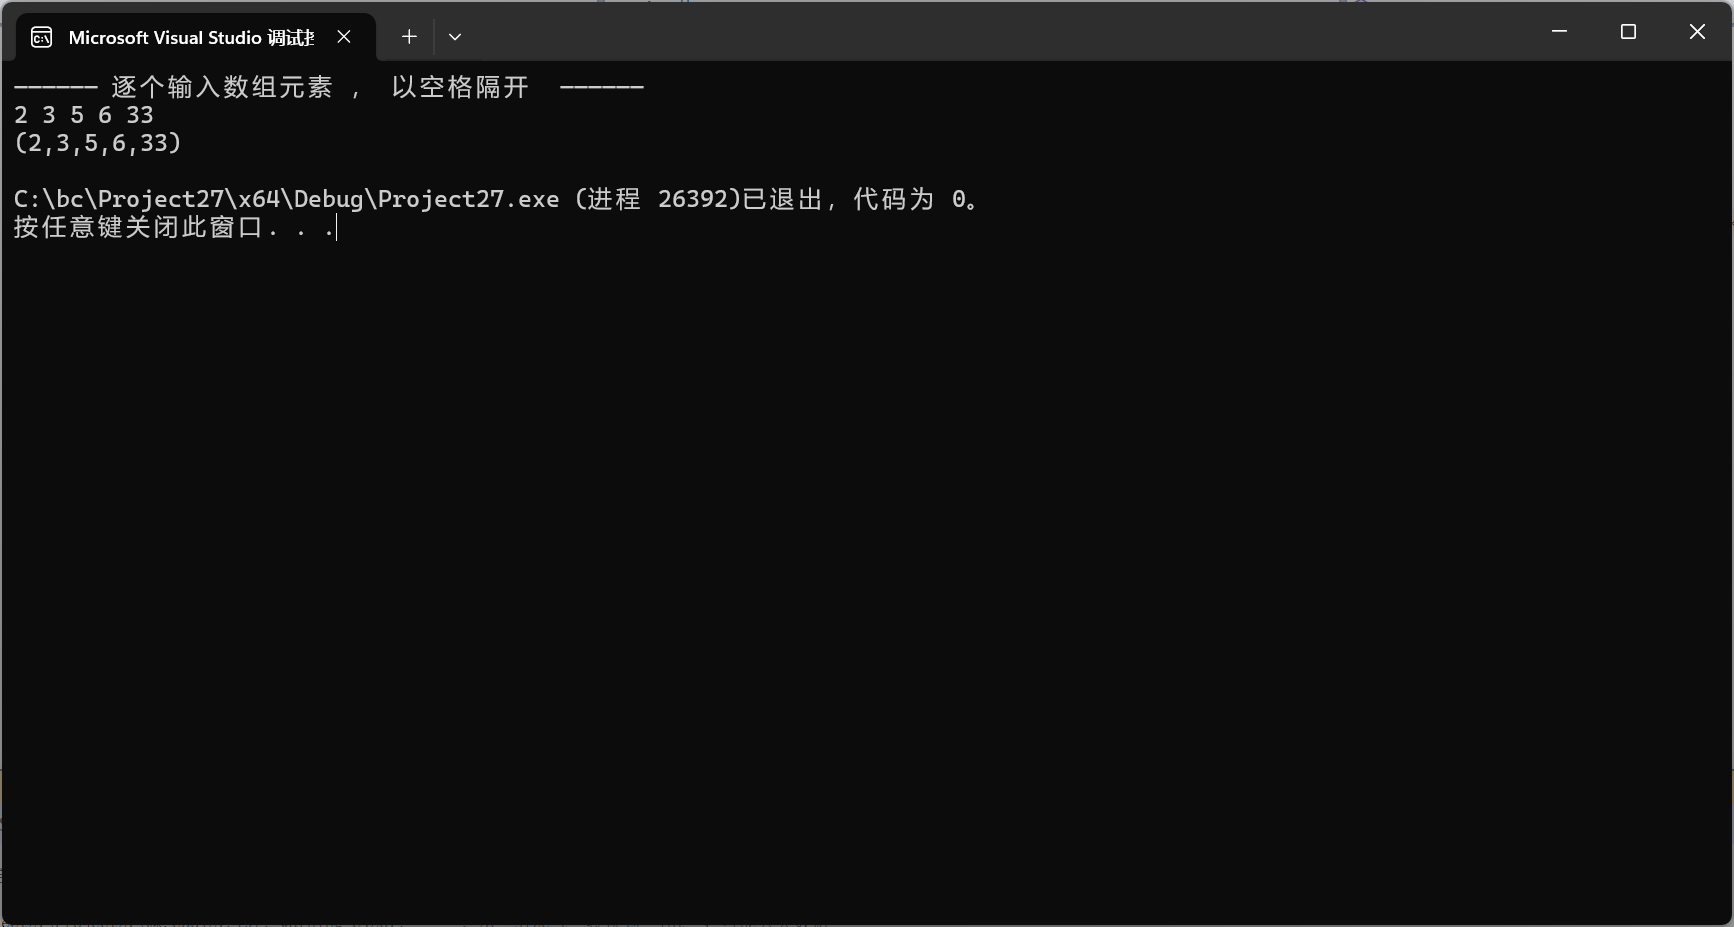 Microsoft Visual Studio 调试
—————— 逐个输入数组元素 ， 以空格隔开 ——————
2 3 5 6 33
(2,3,5,6,33)
C:\bc\Project27\x64\Debug\Project27.exe (进程 26392)已退出，代码为 0。
按任意键关闭此窗口. . .